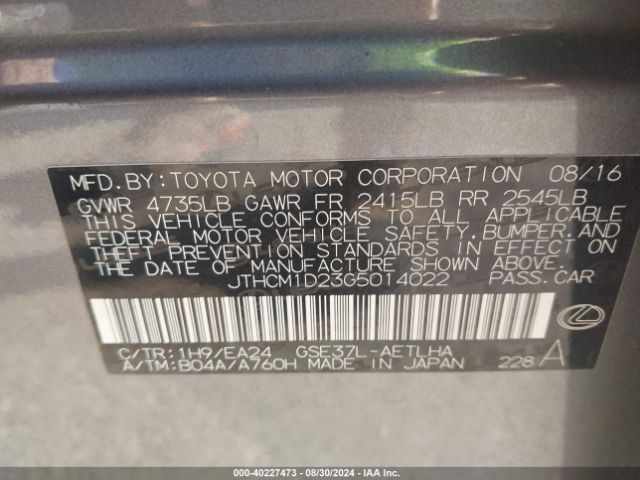 MFD. BY: TOYOTA MOTOR CORPORATION 08/16
GVWR 4735LB GAWR FR 2415LB RR 2545LB
THIS VEHICLE CONFORMS TO ALL APPLICABLE
FEDERAL MOTOR VEHICLE SAFETY, BUMPER, AND
THEFT PREVENTION STANDARDS IN EFFECT ON
THE DATE OF MANUFACTURE SHOWN ABOVE.
JTHCM1D23G5014022 PASS. CAR
C/TR: 1H9/EA24 GSE37L-AETLHA
A/TM: B04A/A760H MADE IN JAPAN 228 A
000-40227473 - 08/30/2024 - IAA Inc.